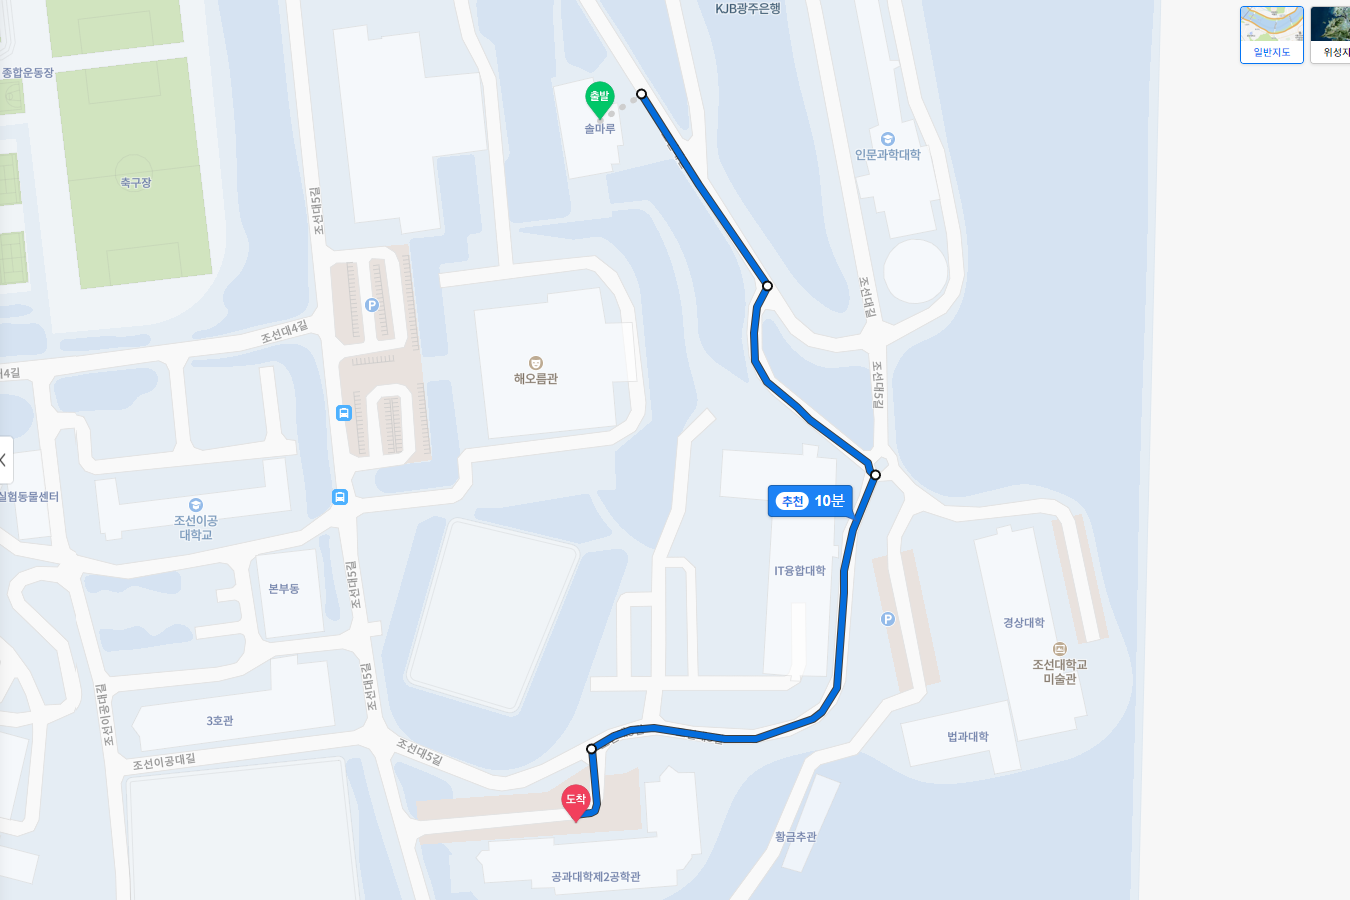 KJB광주은행
일반지도
종합운동장
출발
솔마루
인문과학대학
축구장
조선대5길
조선대길
P
조선대4길
해오름관
조선대5길
실험동물센터
조선이공
대학교
추천 10분
IT융합대학
본부동
조선대5길
P
경상대학
조선대학교
미술관
조선대5길
조선이공대길
3호관
법과대학
조선대5길
조선이공대길
도착
황금추관
공과대학제2공학관